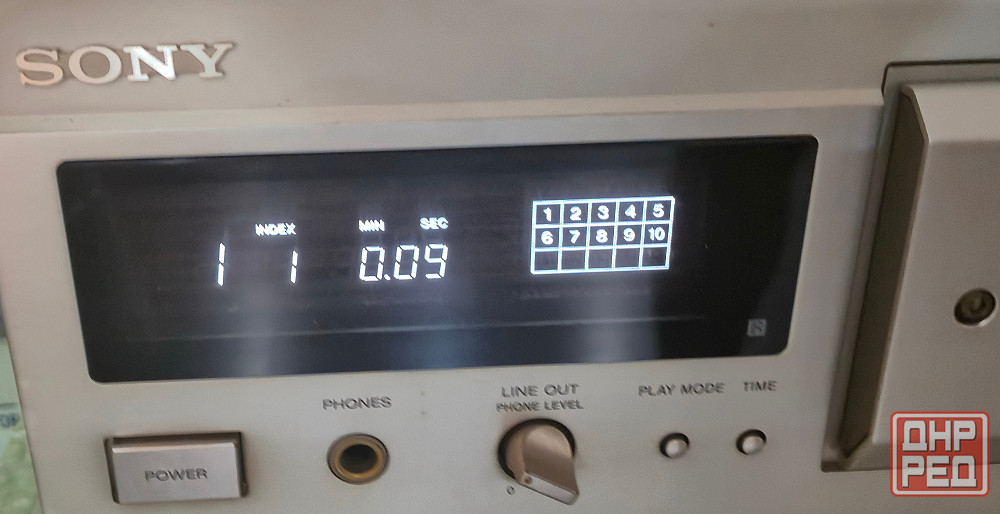 SONY
INDEX MIN SEC
1 1 0.09
1 2 3 4 5
6 7 8 9 10
PHONES
LINE OUT
PHONE LEVEL
PLAY MODE
TIME
POWER
0
ДНР
РЕД